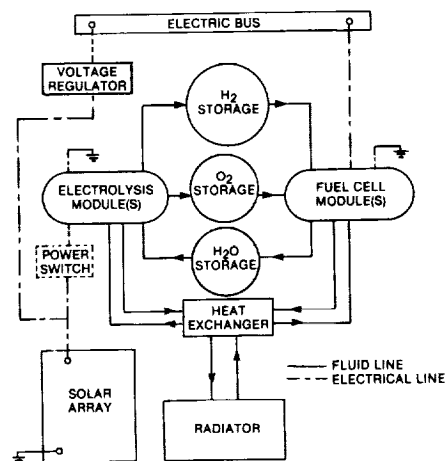 ELECTRIC BUS
VOLTAGE
REGULATOR
H2
STORAGE
O2
STORAGE
H2O
STORAGE
ELECTROLYSIS
MODULE(S)
FUEL CELL
MODULE(S)
POWER
SWITCH
HEAT
EXCHANGER
SOLAR
ARRAY
RADIATOR
FLUID LINE
ELECTRICAL LINE